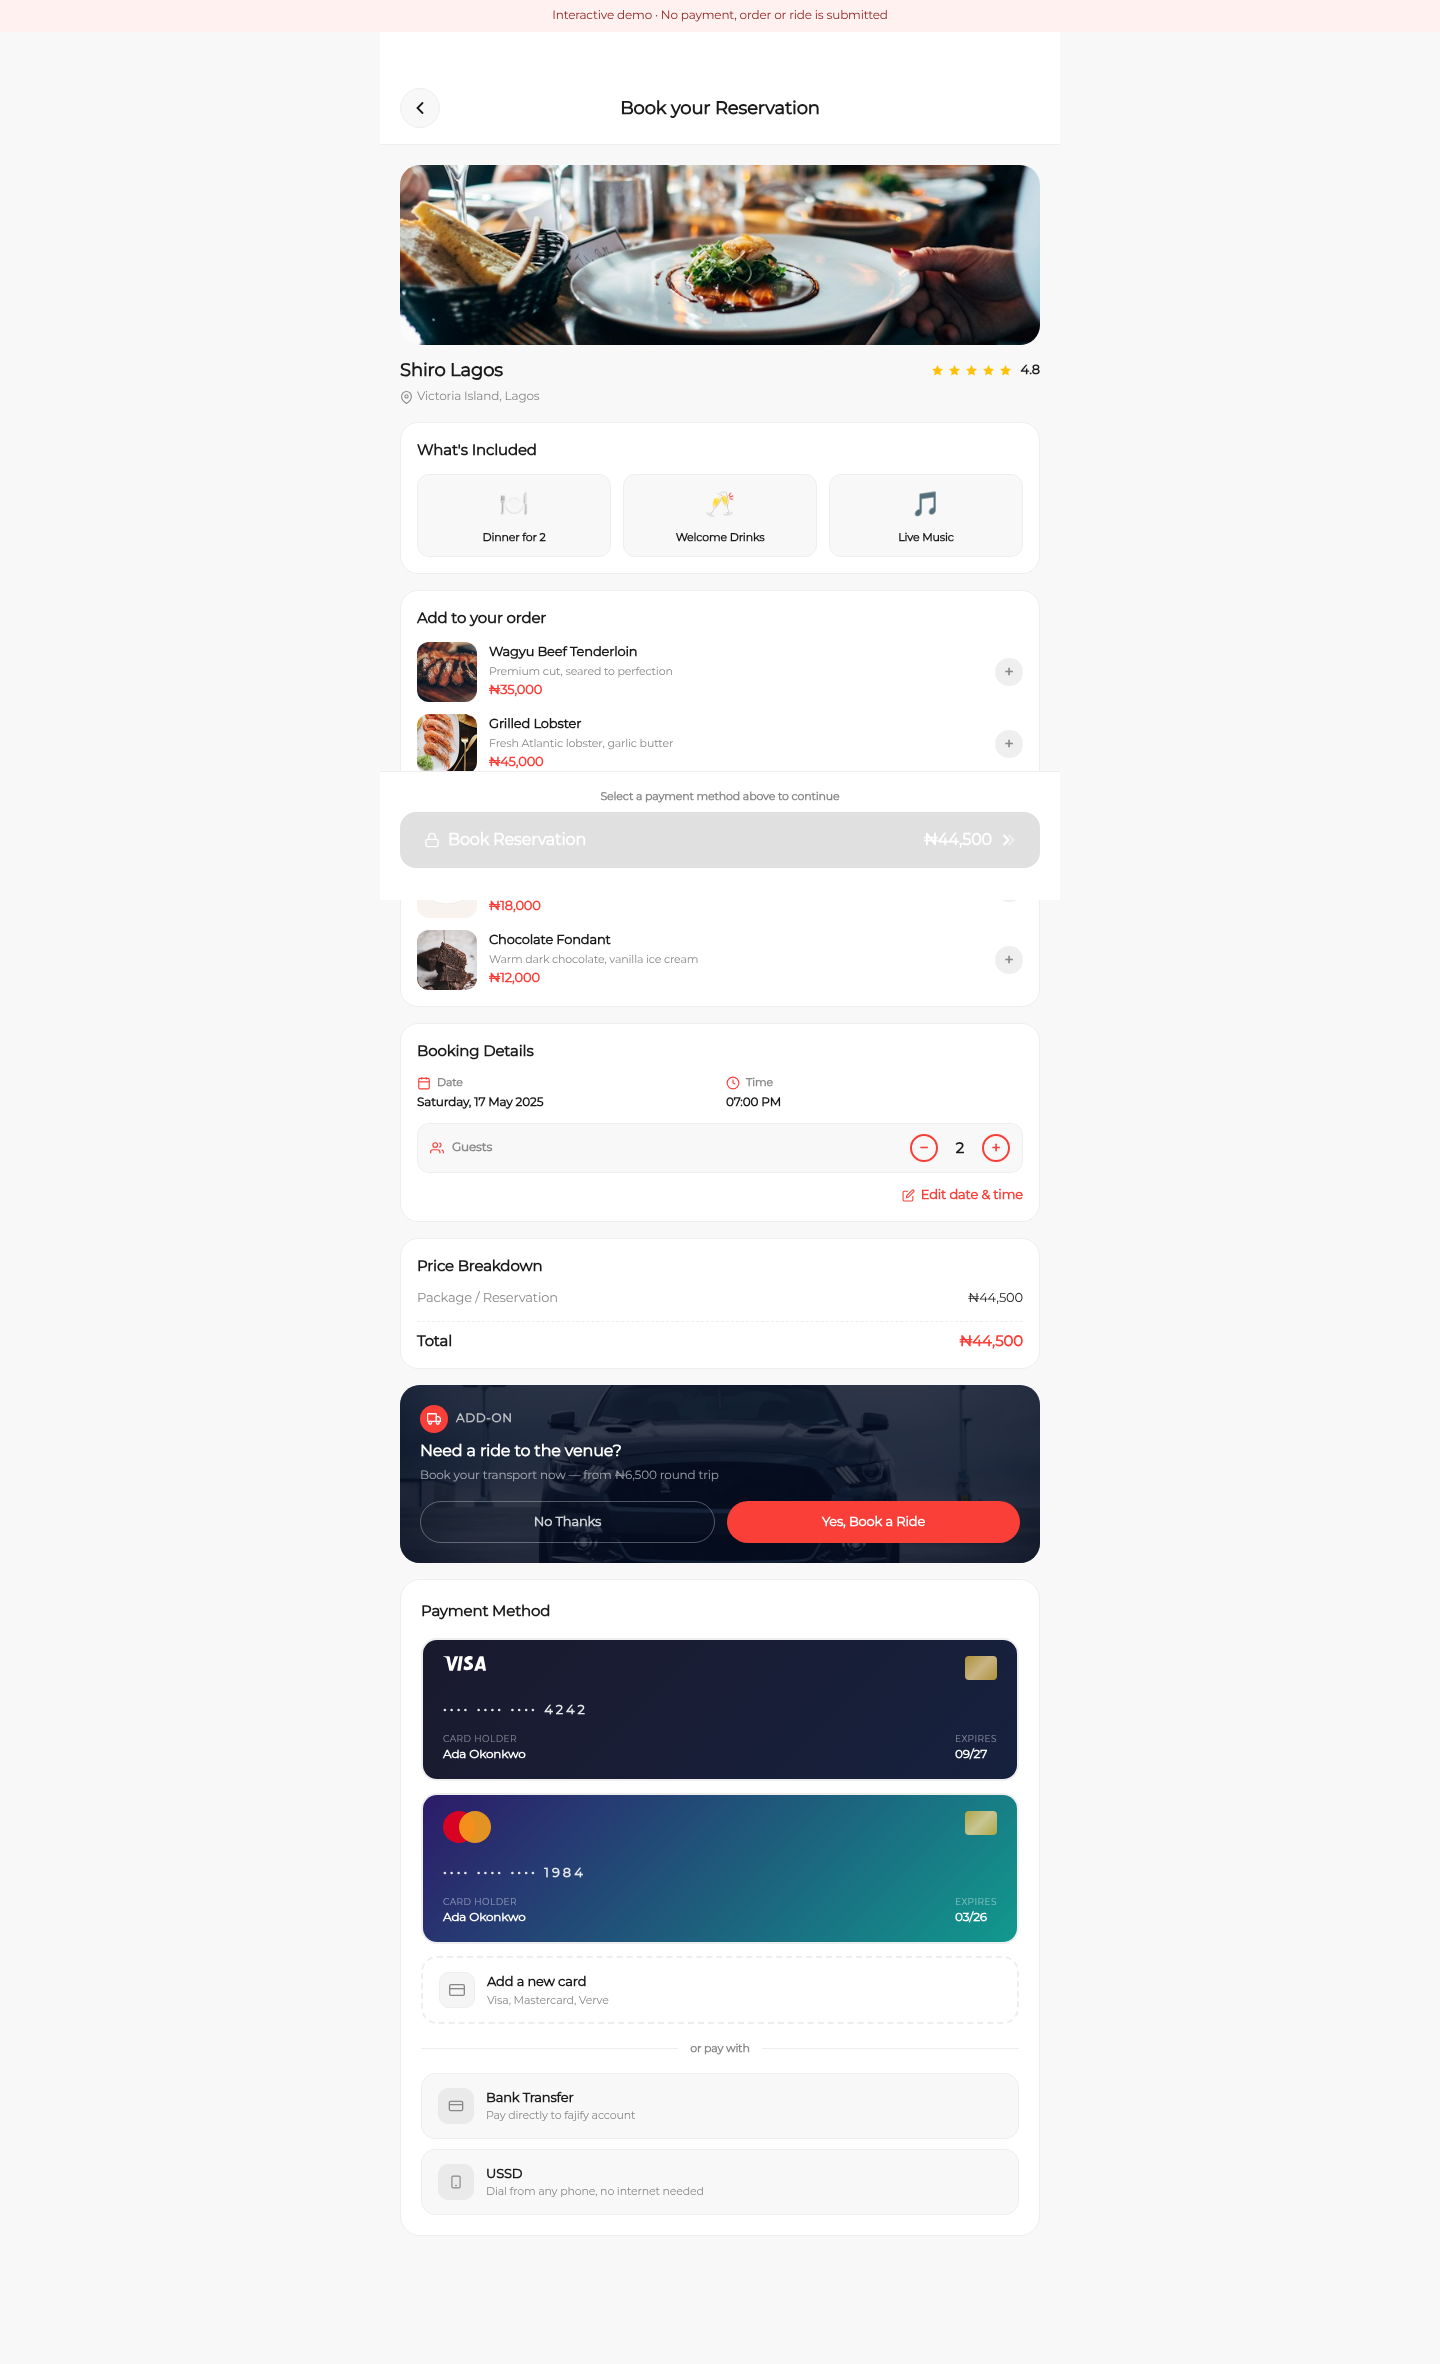 Interactive demo · No payment, order or ride is submitted
Book your Reservation
Shiro Lagos
4.8
Victoria Island, Lagos
What's Included
Dinner for 2
Welcome Drinks
Live Music
Add to your order
Wagyu Beef Tenderloin
Premium cut, seared to perfection
₦35,000
+
Grilled Lobster
Fresh Atlantic lobster, garlic butter
₦45,000
+
Select a payment method above to continue
Book Reservation
₦44,500
₦18,000
Chocolate Fondant
Warm dark chocolate, vanilla ice cream
₦12,000
+
Booking Details
Date
Saturday, 17 May 2025
Time
07:00 PM
Guests
− 2 +
Edit date & time
Price Breakdown
Package / Reservation ₦44,500
Total ₦44,500
ADD-ON
Need a ride to the venue?
Book your transport now — from ₦6,500 round trip
No Thanks
Yes, Book a Ride
Payment Method
VISA
•••• •••• •••• 4242
CARD HOLDER
Ada Okonkwo
EXPIRES
09/27
•••• •••• •••• 1984
CARD HOLDER
Ada Okonkwo
EXPIRES
03/26
Add a new card
Visa, Mastercard, Verve
or pay with
Bank Transfer
Pay directly to fajify account
USSD
Dial from any phone, no internet needed